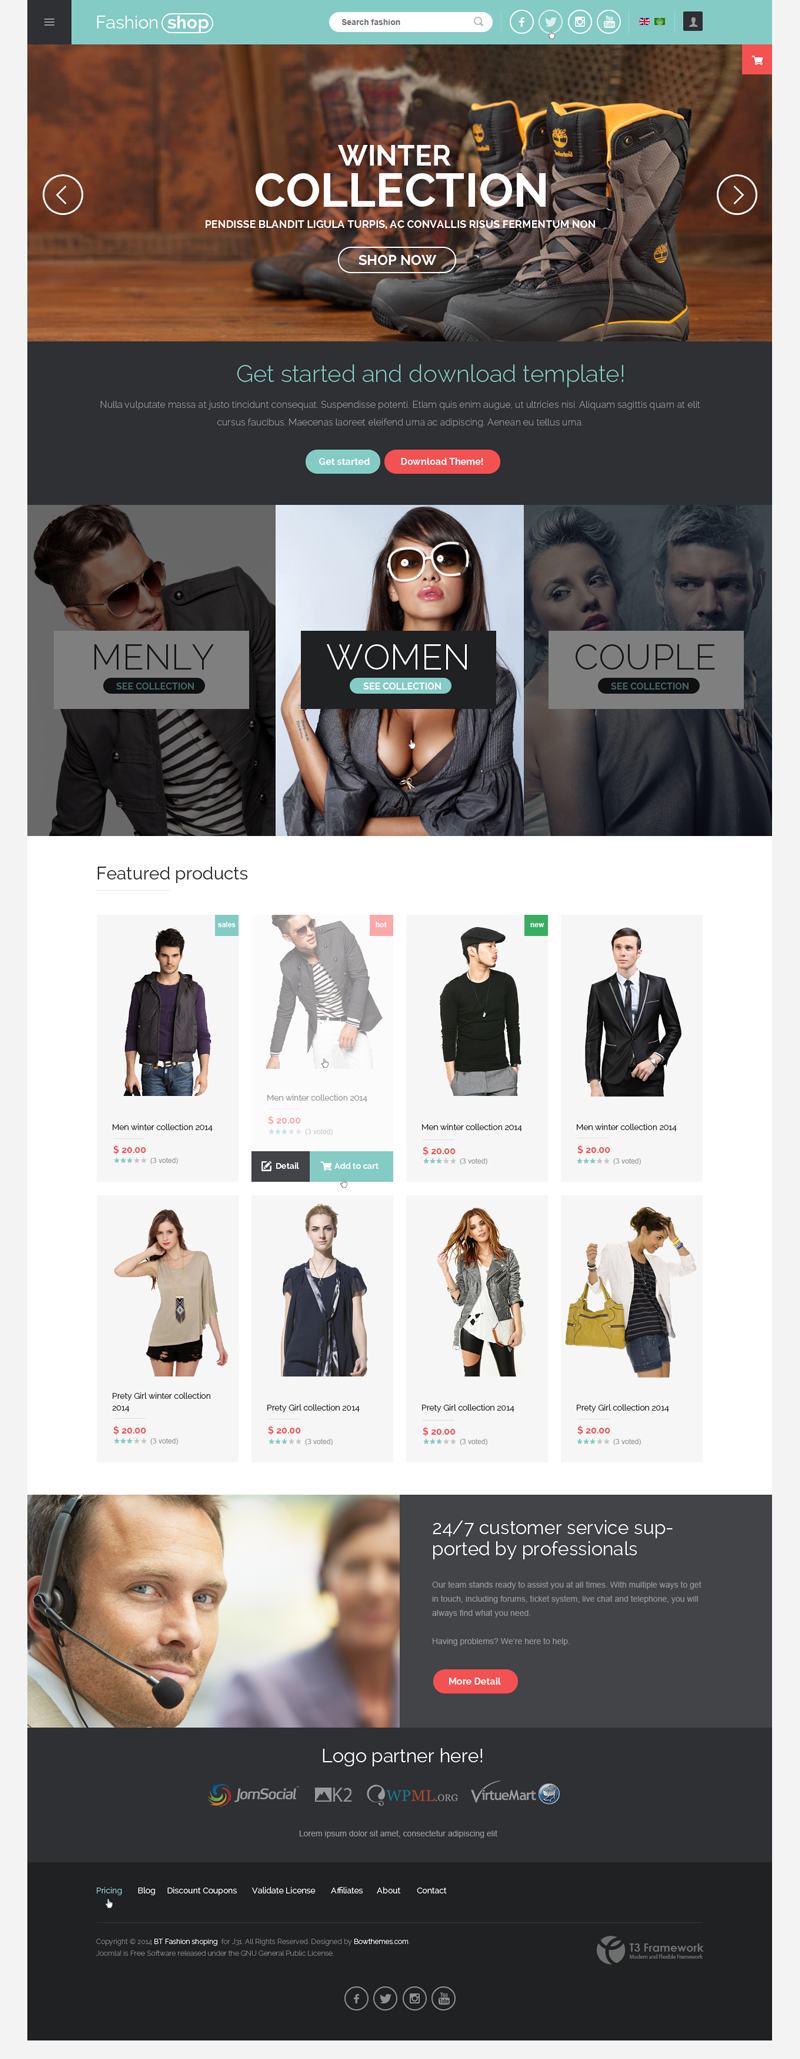 Fashion shop
Search fashion
WINTER
COLLECTION
PENDISSE BLANDIT LIGULA TURPIS, AC CONVALLIS RISUS FERMENTUM NON
SHOP NOW
Get started and download template!
Nulla vulputate massa at justo tincidunt consequat. Suspendisse potenti. Etiam quis enim augue, ut ultricies nisi. Aliquam sagittis quam at elit
cursus faucibus. Maecenas laoreet eleifend urna ac adipiscing. Aenean eu tellus urna.
Get started Download Theme!
MENLY WOMEN COUPLE
SEE COLLECTION SEE COLLECTION SEE COLLECTION
Featured products
sales hot new
Men winter collection 2014
$ 20.00
(3 voted)
Men winter collection 2014
$ 20.00
(3 voted)
Detail Add to cart
Men winter collection 2014
$ 20.00
(3 voted)
Men winter collection 2014
$ 20.00
(3 voted)
Prety Girl winter collection
2014
$ 20.00
(3 voted)
Prety Girl collection 2014
$ 20.00
(3 voted)
Prety Girl collection 2014
$ 20.00
(3 voted)
Prety Girl collection 2014
$ 20.00
(3 voted)
24/7 customer service sup-
ported by professionals
Our team stands ready to assist you at all times. With multiple ways to get
in touch, including forums, ticket system, live chat and telephone, you will
always find what you need.
Having problems? We're here to help.
More Detail
Logo partner here!
JomSocial K2 WPML.ORG VirtueMart
Lorem ipsum dolor sit amet, consectetur adipiscing elit
Pricing Blog Discount Coupons Validate License Affiliates About Contact
Copyright © 2014 BT Fashion shoping for J31. All Rights Reserved. Designed by Bowthemes.com
Joomla! is Free Software released under the GNU General Public License.
T3 Framework
Modern and Flexible Framework